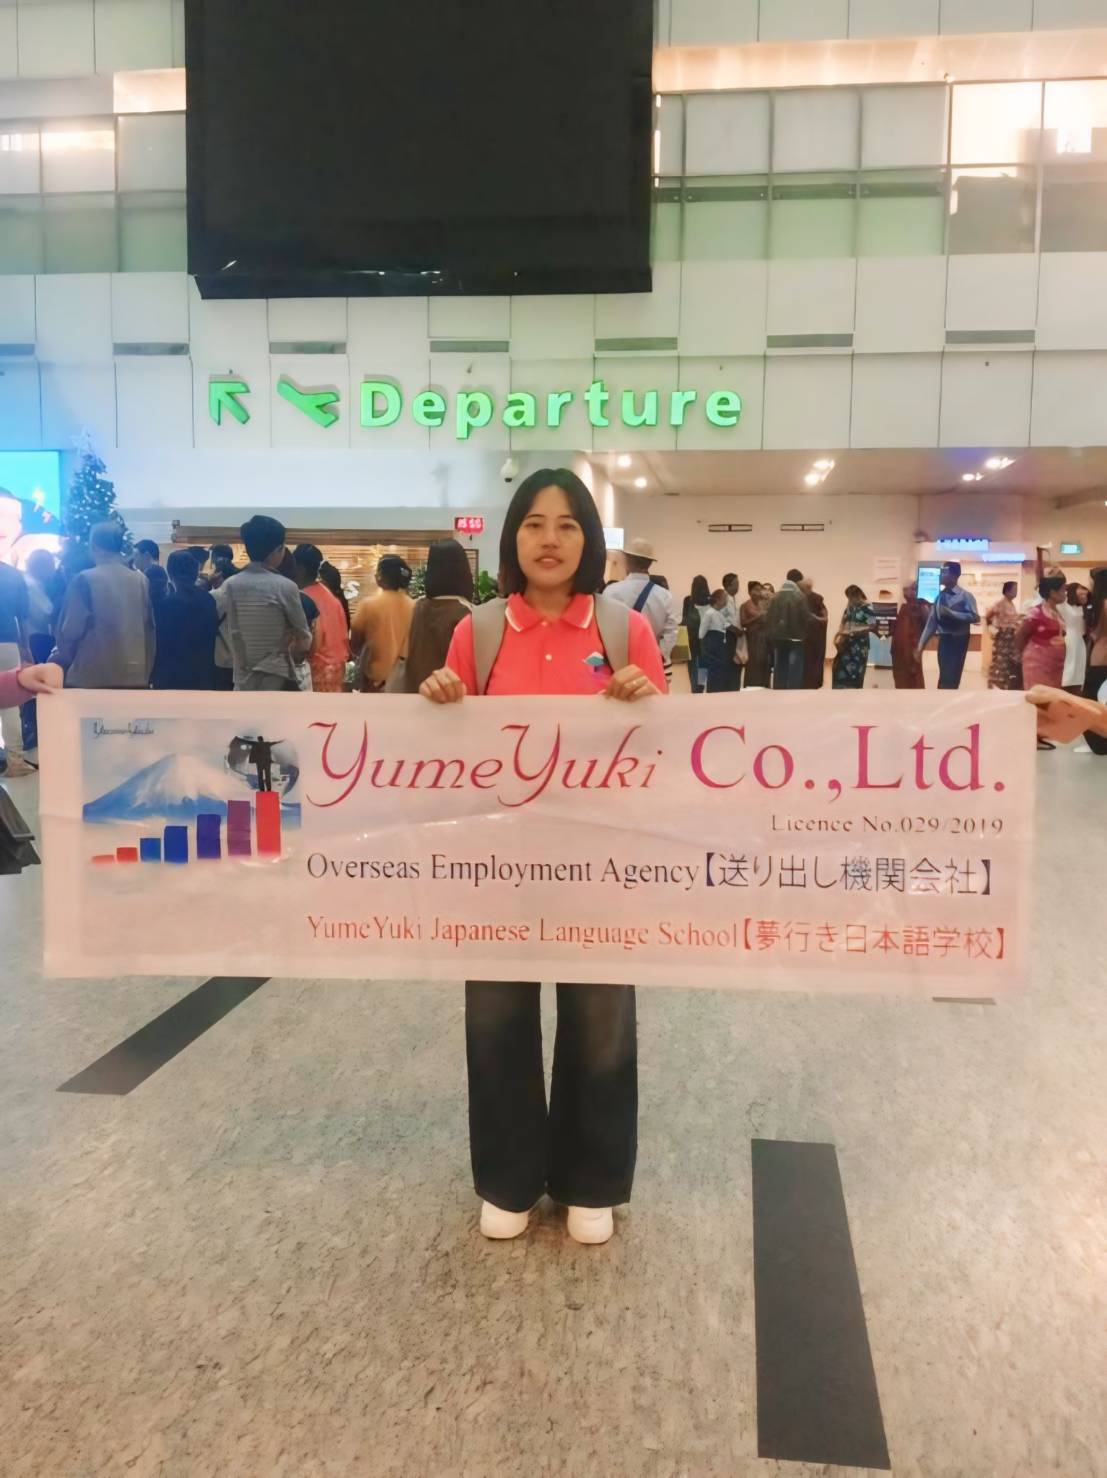 Departure
YumeYuki Co.,Ltd.
Licence No.029/2019
Overseas Employment Agency【送り出し機関会社】
YumeYuki Japanese Language School【夢行き日本語学校】